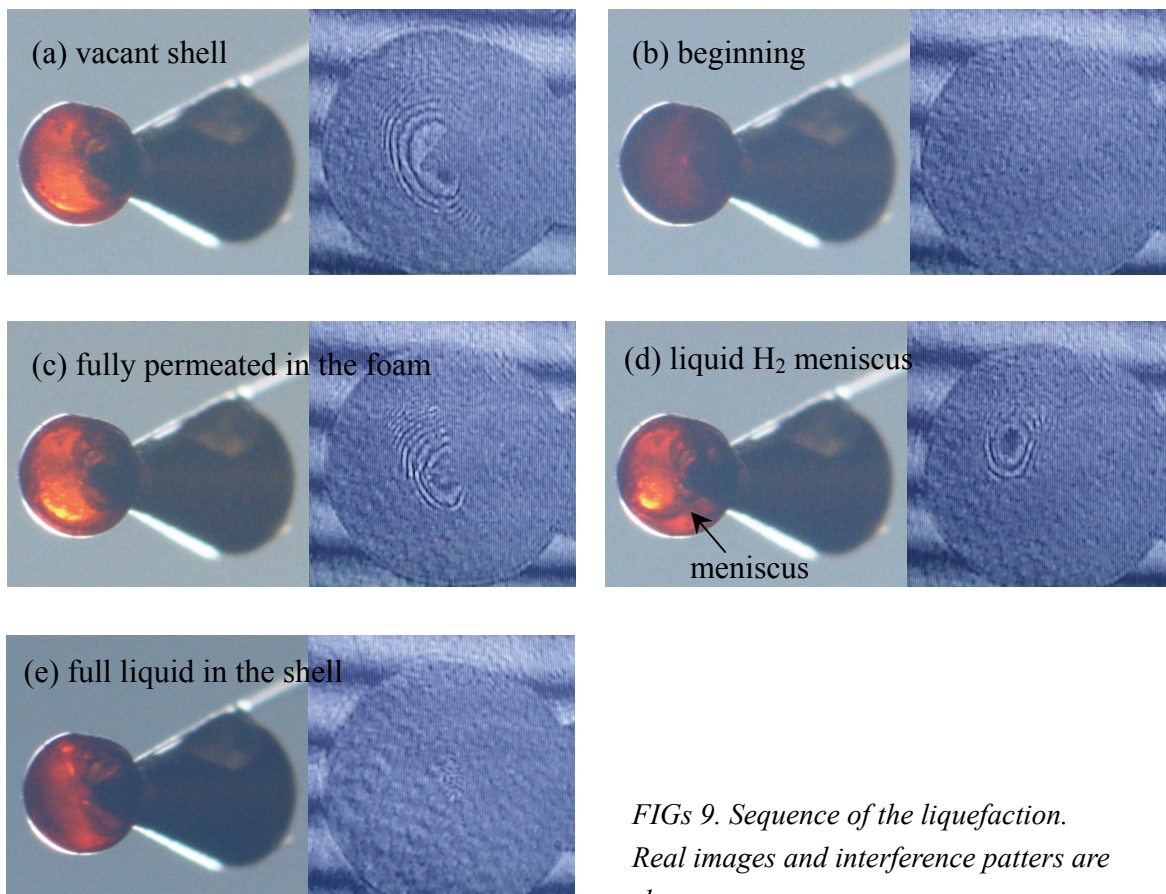 (a) vacant shell
(b) beginning
(c) fully permeated in the foam
(d) liquid H₂ meniscus
meniscus
(e) full liquid in the shell
FIGs 9. Sequence of the liquefaction.
Real images and interference patters are